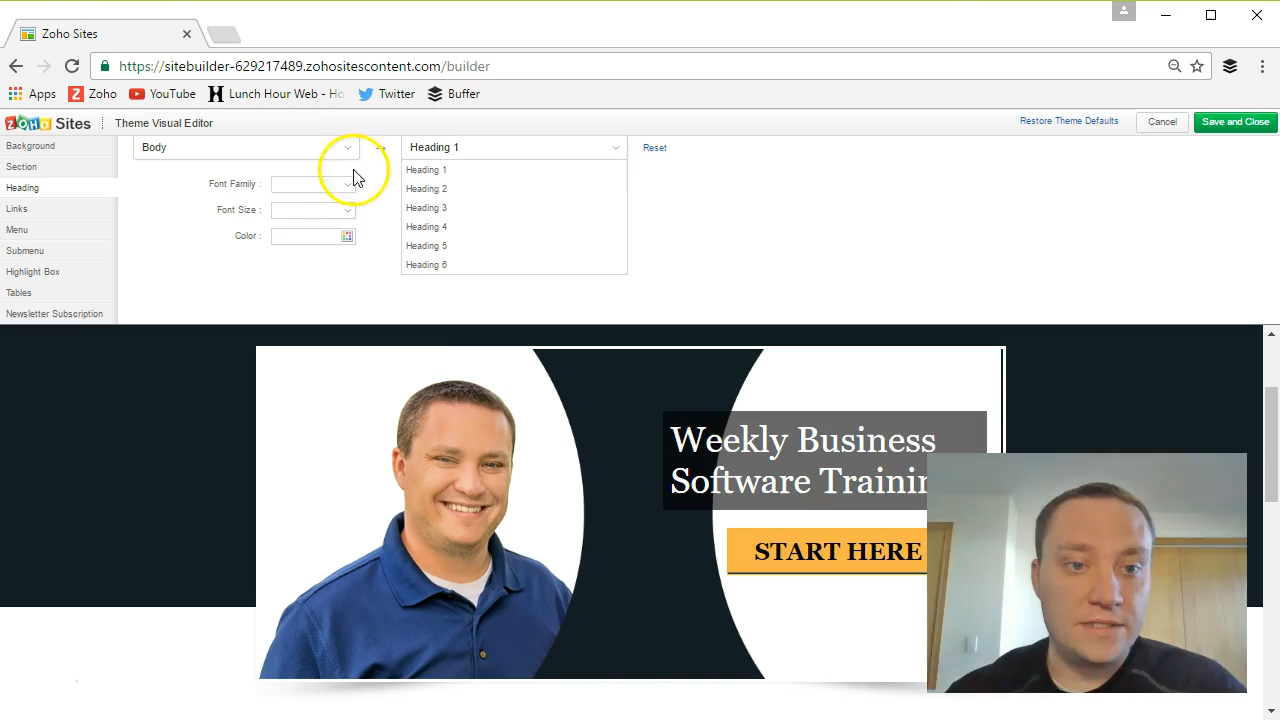 Zoho Sites
https://sitebuilder-629217489.zohositescontent.com/builder
Apps Zoho YouTube Lunch Hour Web - Ho Twitter Buffer
ZOHO Sites Theme Visual Editor Restore Theme Defaults Cancel Save and Close
Background
Section
Heading
Links
Menu
Submenu
Highlight Box
Tables
Newsletter Subscription
Body
Font Family :
Font Size :
Color :
Heading 1
Heading 1
Heading 2
Heading 3
Heading 4
Heading 5
Heading 6
Reset
Weekly Business
Software Trainin
START HERE